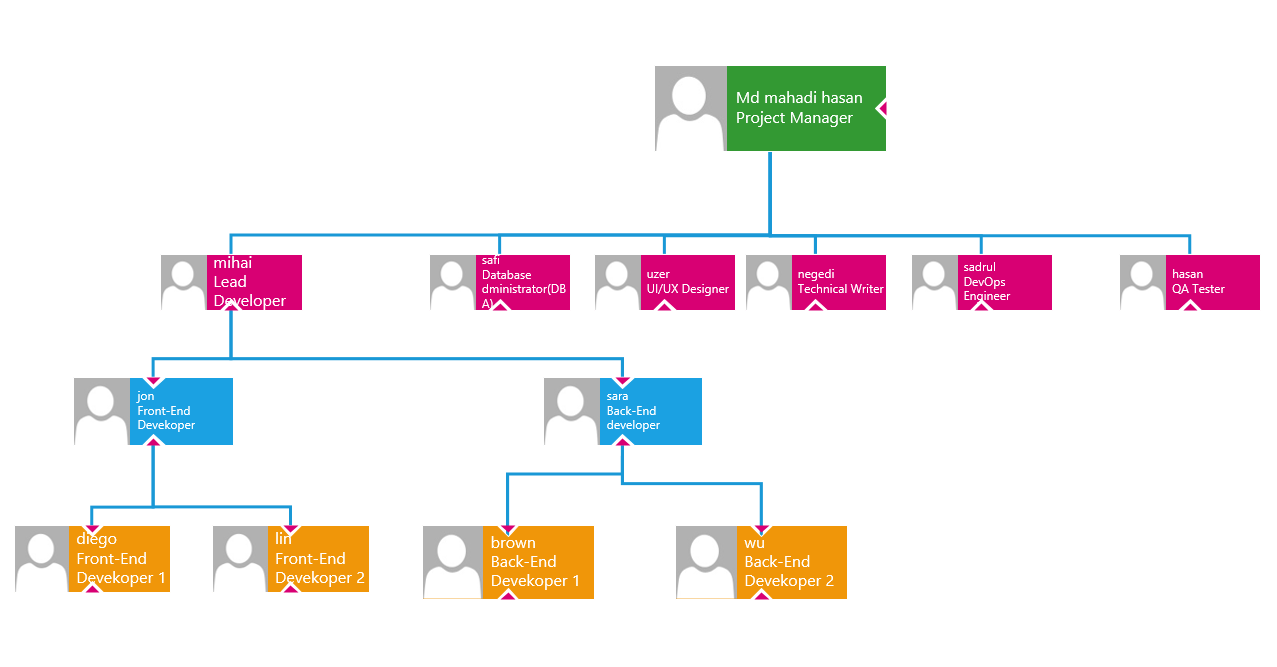 Md mahadi hasan
Project Manager
mihai
Lead
Developer
safi
Database
dministrator(DB
A)
uzer
UI/UX Designer
negedi
Technical Writer
sadrul
DevOps
Engineer
hasan
QA Tester
jon
Front-End
Devekoper
sara
Back-End
developer
diego
Front-End
Devekoper 1
lin
Front-End
Devekoper 2
brown
Back-End
Devekoper 1
wu
Back-End
Devekoper 2